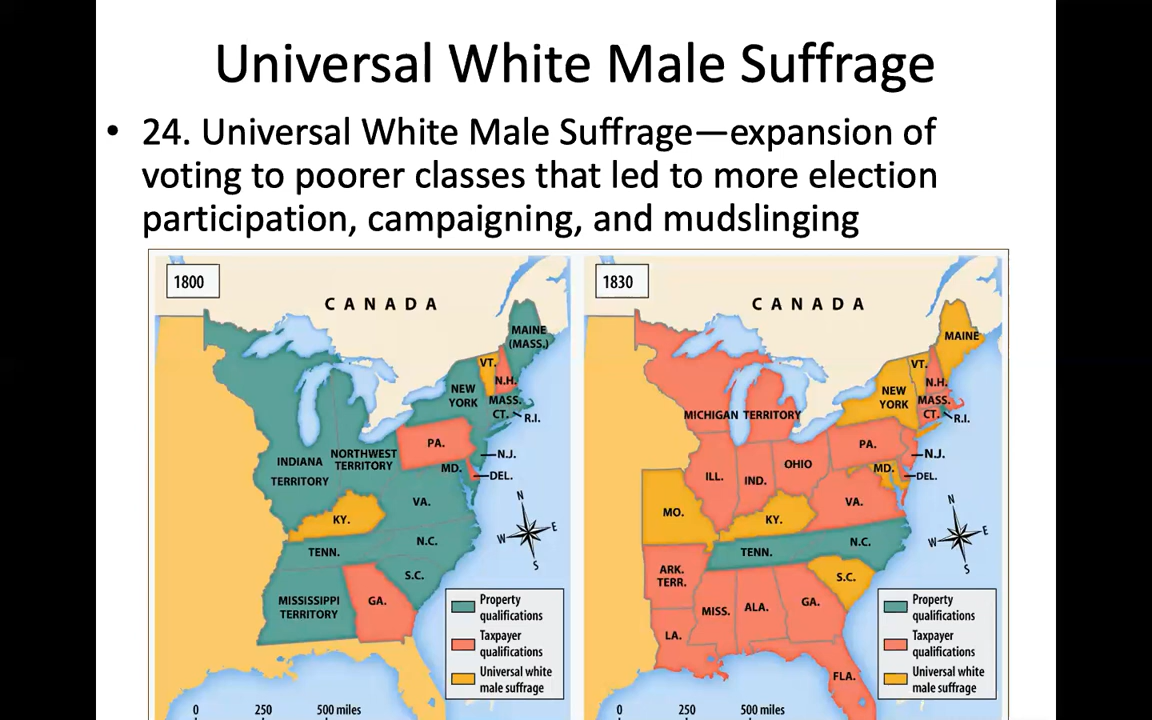 Universal White Male Suffrage
• 24. Universal White Male Suffrage—expansion of
voting to poorer classes that led to more election
participation, campaigning, and mudslinging
1800
CANADA
MAINE
(MASS.)
VT.
N.H.
NEW
YORK
MASS.
CT.
R.I.
PA.
N.J.
INDIANA
TERRITORY
NORTHWEST
TERRITORY
MD.
DEL.
VA.
KY.
N.C.
TENN.
S.C.
MISSISSIPPI
TERRITORY
GA.
N
W
E
S
Property
qualifications
Taxpayer
qualifications
Universal white
male suffrage
0 250 500 miles
1830
CANADA
MAINE
VT.
N.H.
NEW
YORK
MASS.
CT.
R.I.
MICHIGAN TERRITORY
PA.
N.J.
OHIO
MD.
DEL.
ILL.
IND.
VA.
MO.
KY.
N.C.
TENN.
S.C.
ARK.
TERR.
MISS.
ALA.
GA.
LA.
FLA.
N
W
E
S
Property
qualifications
Taxpayer
qualifications
Universal white
male suffrage
0 250 500 miles